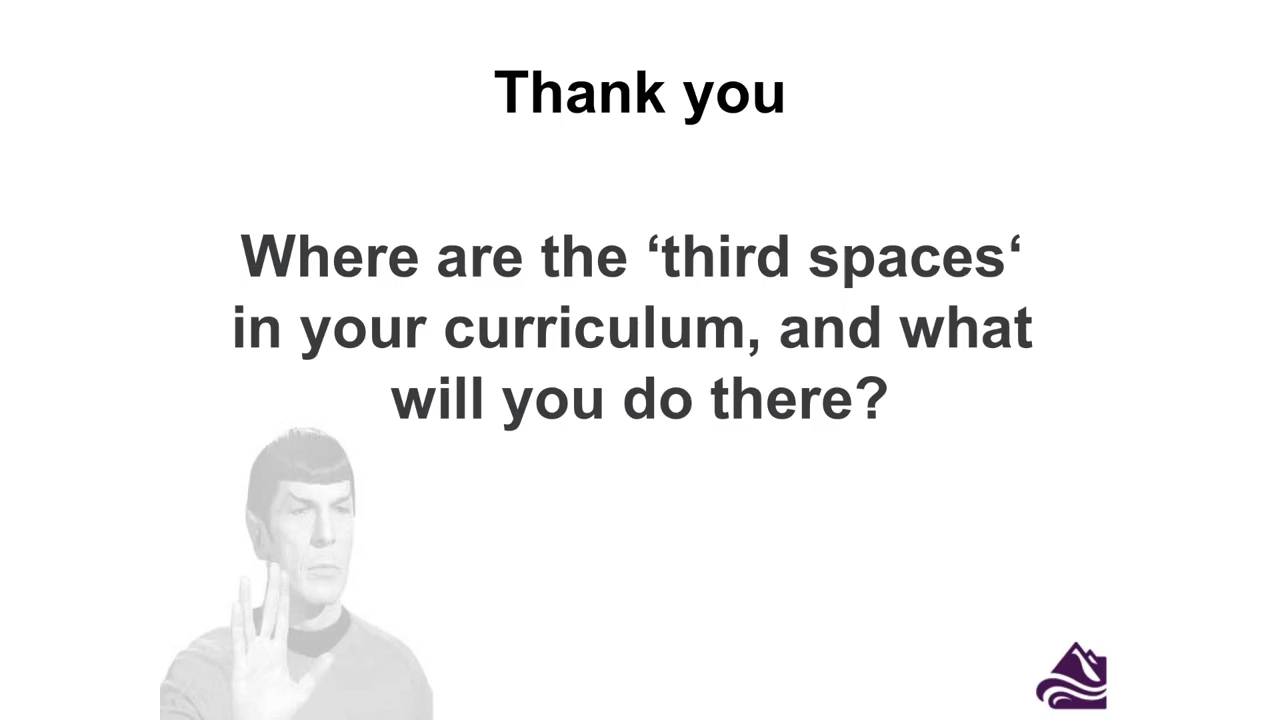 Thank you
Where are the ‘third spaces‘
in your curriculum, and what
will you do there?